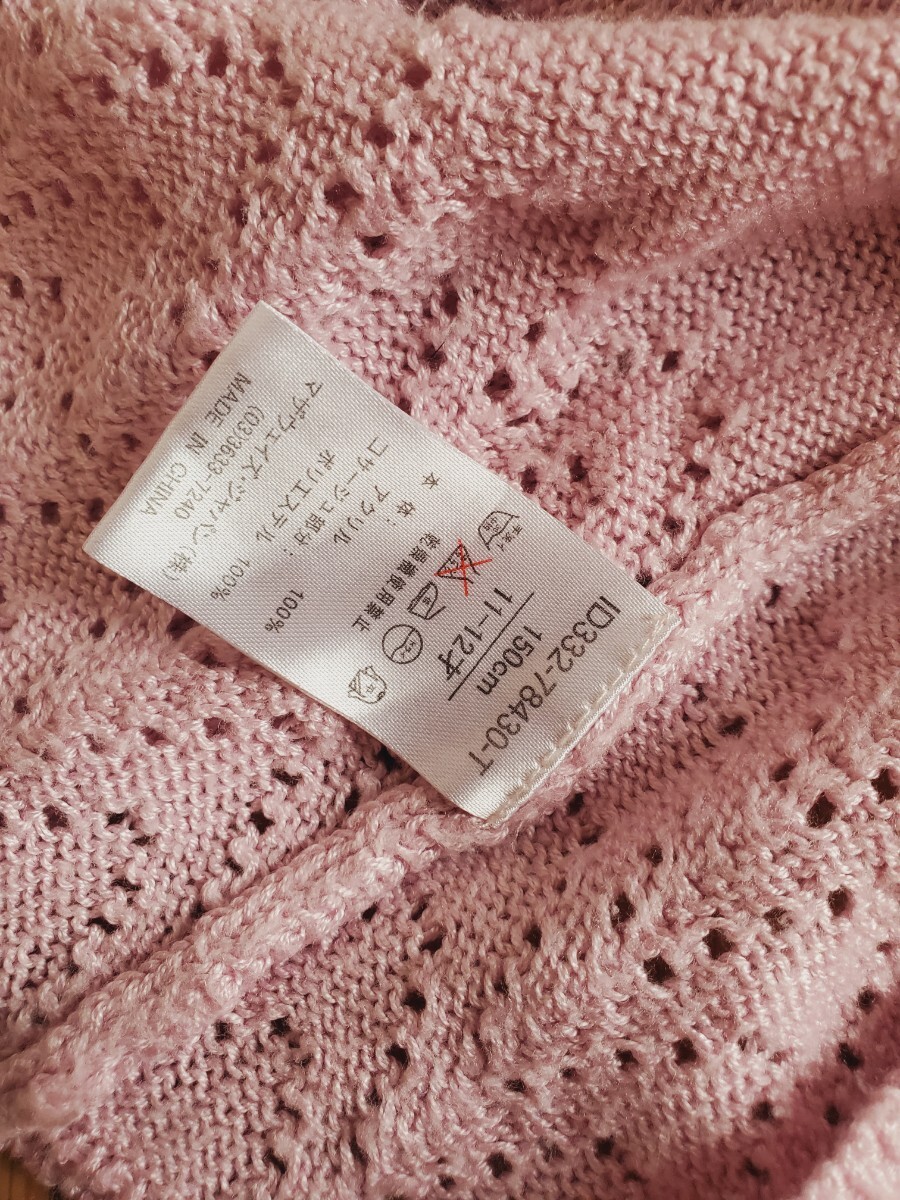 ID332-78430-T
150cm
11-12才
乾燥機使用禁止
本 体:
アクリル 100%
コサージュ部分:
ポリエステル 100%
マザウェイズ・ジャパン(株)
(03)3633-7240
MADE IN CHINA